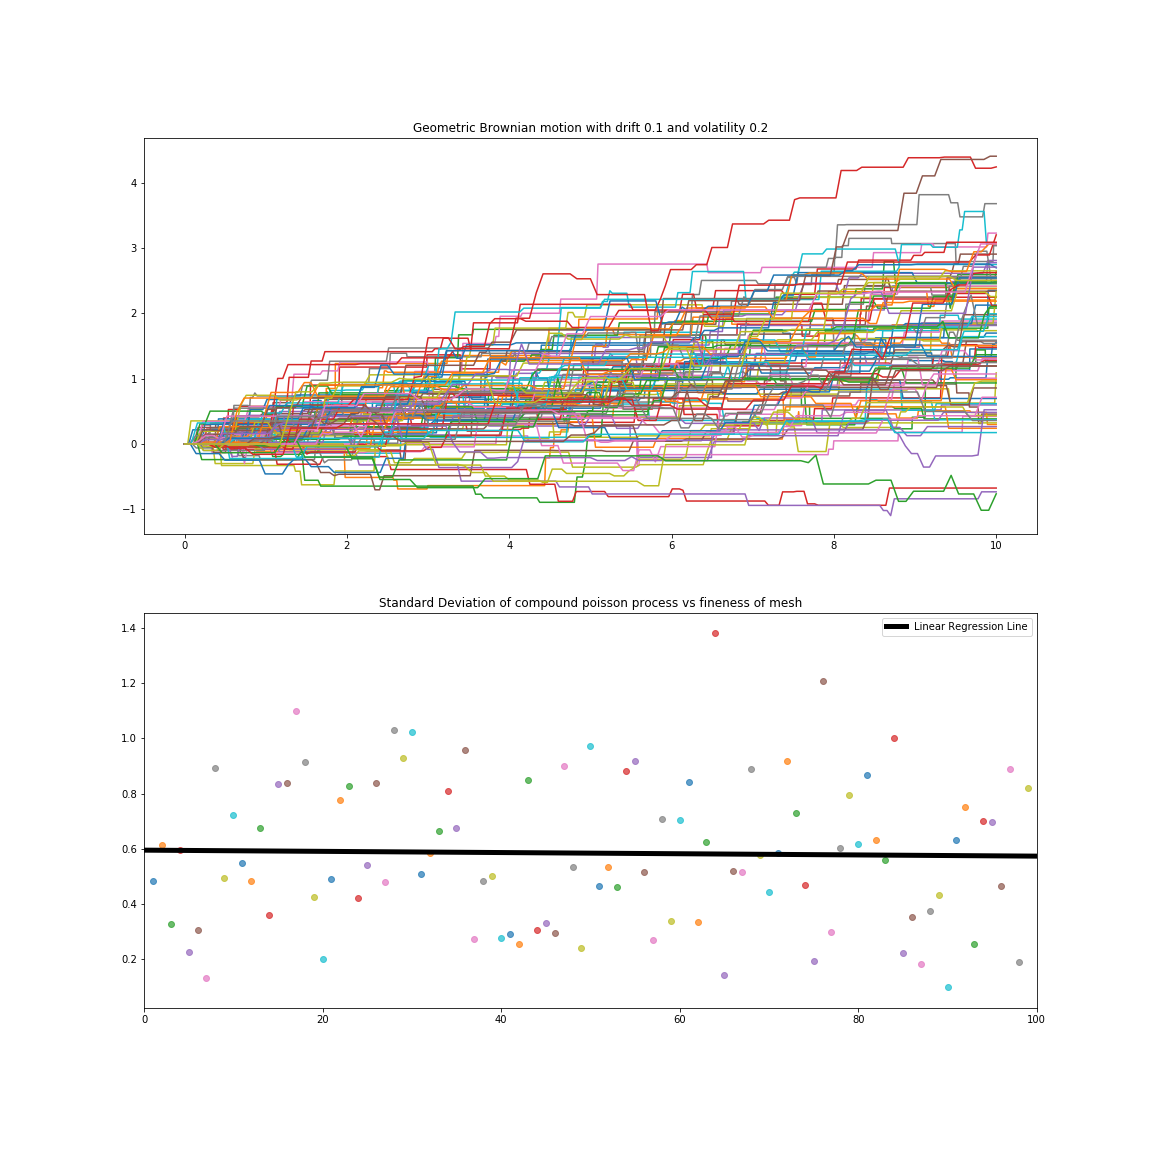 Geometric Brownian motion with drift 0.1 and volatility 0.2
4
3
2
1
0
−1
0 2 4 6 8 10
Standard Deviation of compound poisson process vs fineness of mesh
Linear Regression Line
1.4
1.2
1.0
0.8
0.6
0.4
0.2
0 20 40 60 80 100